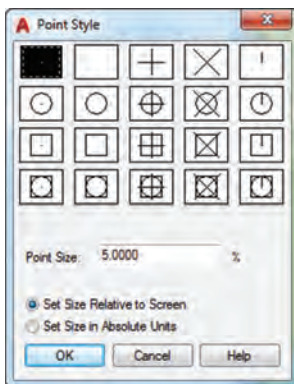 Point Style
Point Size: 5.0000 %
Set Size Relative to Screen
Set Size in Absolute Units
OK Cancel Help